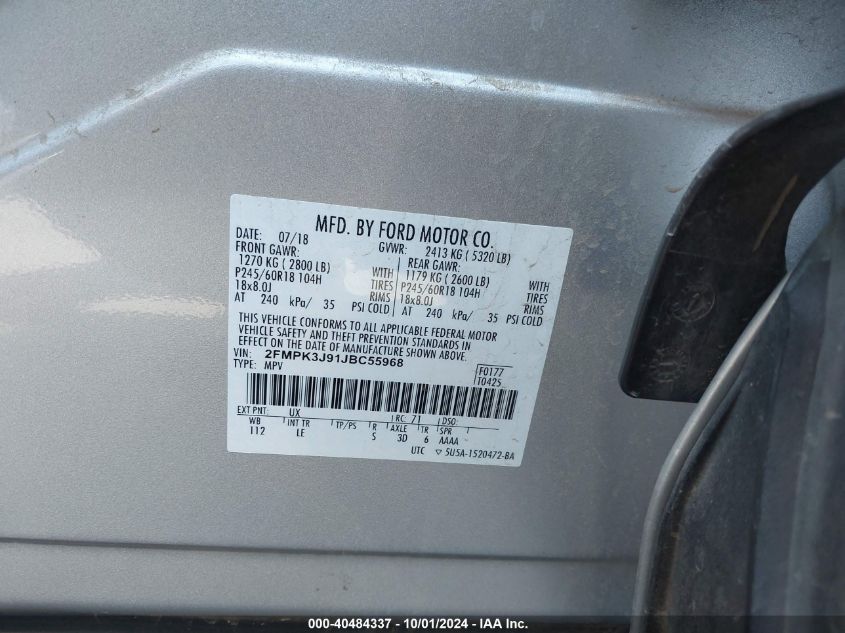 MFD. BY FORD MOTOR CO.
DATE: 07/18 GVWR: 2413 KG ( 5320 LB)
FRONT GAWR: REAR GAWR:
1270 KG ( 2800 LB) WITH 1179 KG ( 2600 LB) WITH
P245/60R18 104H TIRES P245/60R18 104H TIRES
18x8.0J RIMS 18x8.0J RIMS
AT 240 kPa/ 35 PSI COLD AT 240 kPa/ 35 PSI COLD
THIS VEHICLE CONFORMS TO ALL APPLICABLE FEDERAL MOTOR
VEHICLE SAFETY AND THEFT PREVENTION STANDARDS IN
EFFECT ON THE DATE OF MANUFACTURE SHOWN ABOVE.
VIN: 2FMPK3J91JBC55968
TYPE: MPV F0177
T0425
EXT PNT: UX RC: 71 DSO:
WB INT TR TP/PS R AXLE TR SPR
112 LE S 3D 6 AAAA
UTC ▽ 5U5A-1520472-BA
000-40484337 - 10/01/2024 - IAA Inc.